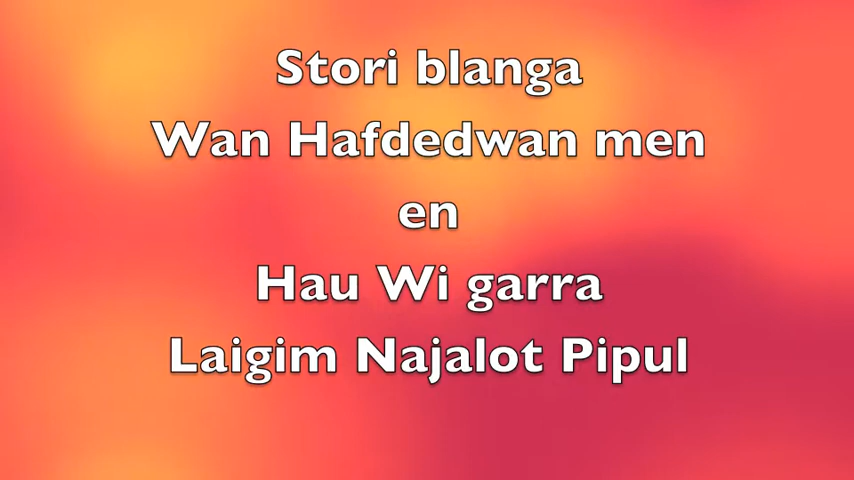 Stori blanga
Wan Hafdedwan men
en
Hau Wi garra
Laigim Najalot Pipul